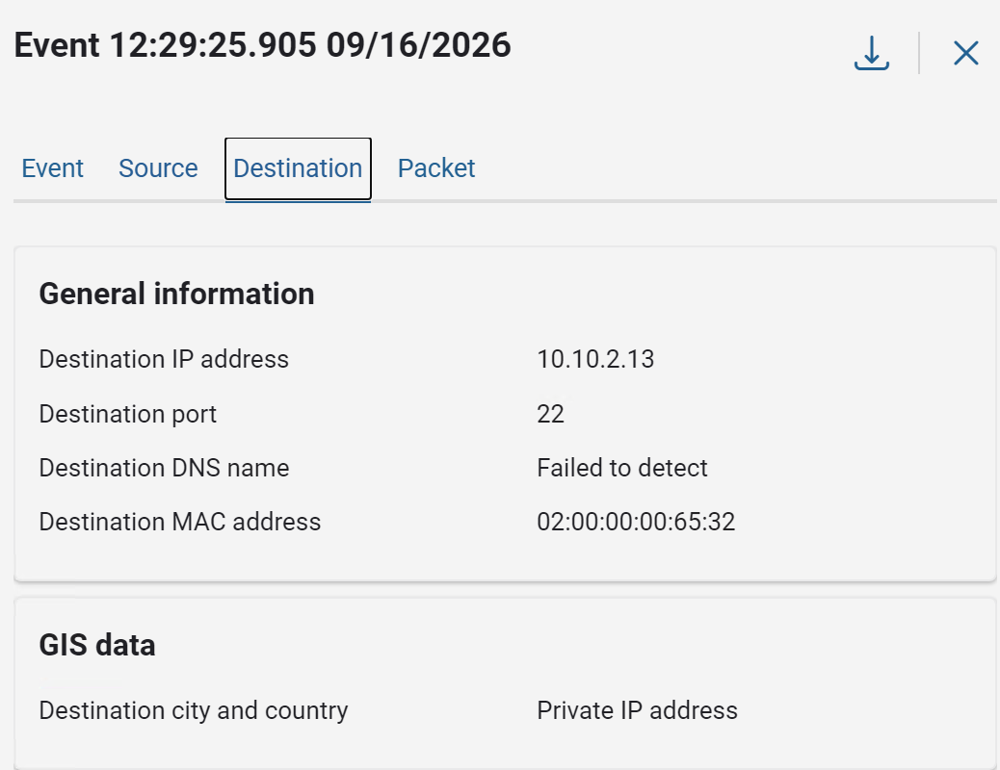 Event 12:29:25.905 09/16/2026
Event Source Destination Packet
General information
Destination IP address 10.10.2.13
Destination port 22
Destination DNS name Failed to detect
Destination MAC address 02:00:00:00:65:32
GIS data
Destination city and country Private IP address